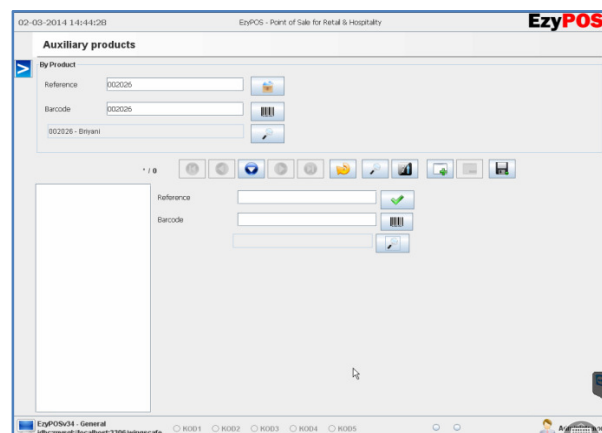 02-03-2014 14:44:28 EzyPOS - Point of Sale for Retail & Hospitality EzyPOS
Auxiliary products
By Product
Reference 002026
Barcode 002026
002026 - Briyani
* / 0
Reference
Barcode
EzyPOSv34 - General
KOD1 KOD2 KOD3 KOD4 KOD5